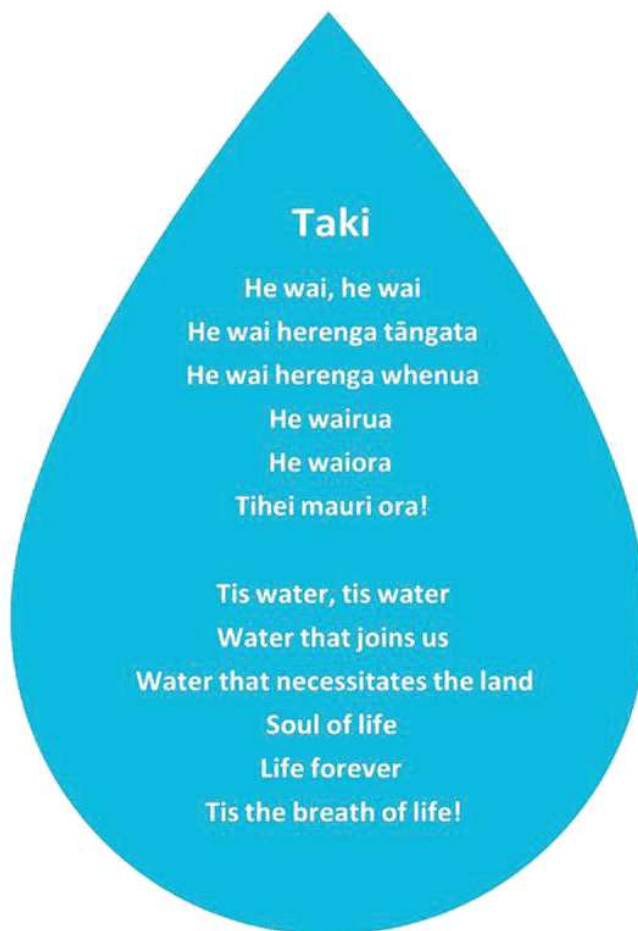 Taki
He wai, he wai
He wai herenga tāngata
He wai herenga whenua
He wairua
He waiora
Tihei mauri ora!
Tis water, tis water
Water that joins us
Water that necessitates the land
Soul of life
Life forever
Tis the breath of life!